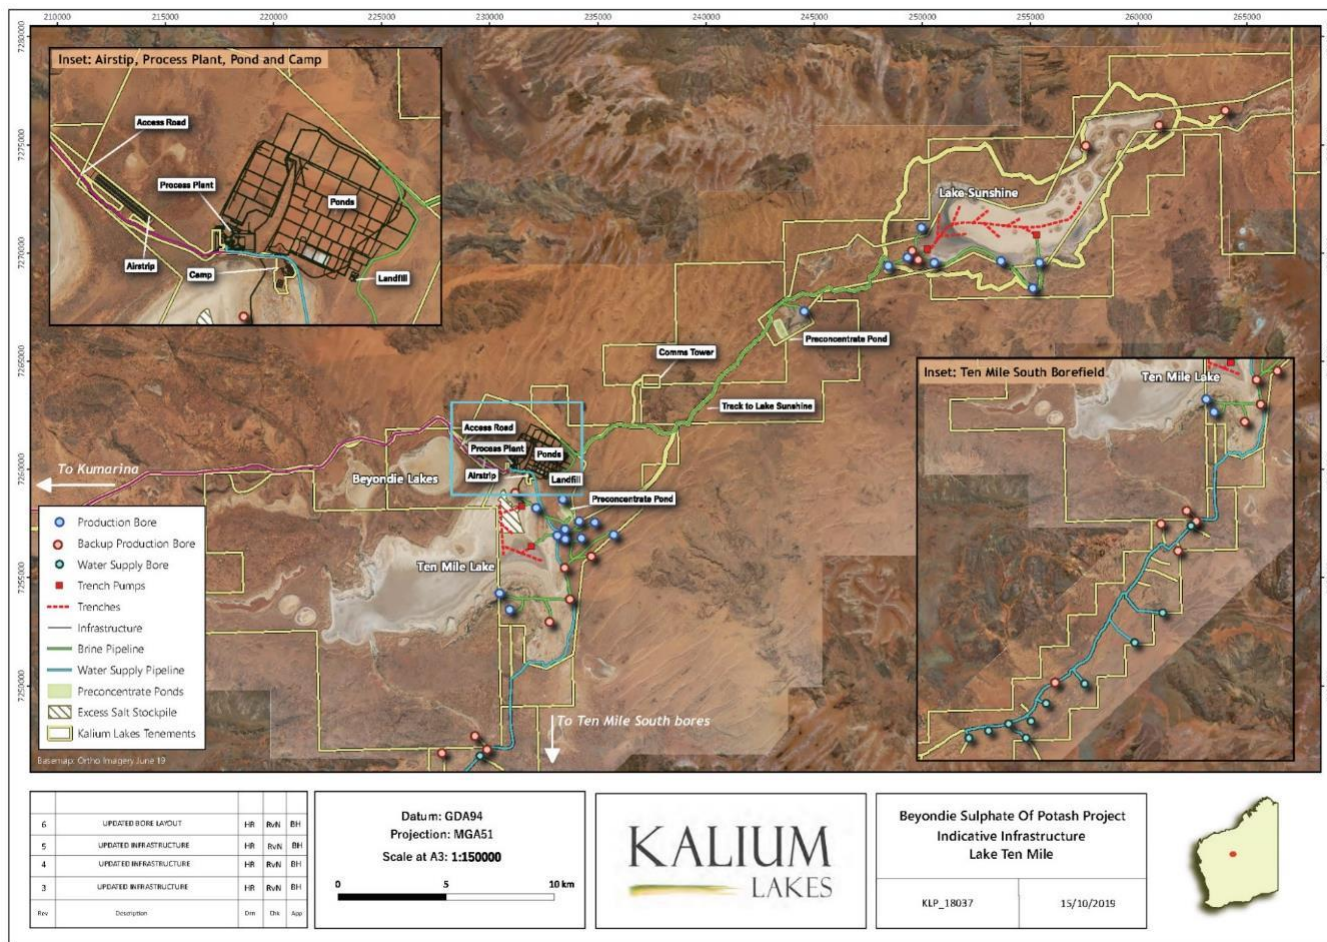 210000 215000 220000 225000 230000 235000 240000 245000 250000 255000 260000 265000
7280000
7275000
7270000
7265000
7260000
7255000
7250000
Inset: Airstip, Process Plant, Pond and Camp
Access Road
Process Plant
Ponds
Airstrip
Camp
Landfill
Lake Sunshine
Preconcentrate Pond
Comms Tower
Track to Lake Sunshine
Inset: Ten Mile South Borefield
Ten Mile Lake
Access Road
Process Plant
Ponds
Airstrip
Landfill
To Kumarina
Beyondie Lakes
Preconcentrate Pond
Ten Mile Lake
To Ten Mile South bores
Production Bore
Backup Production Bore
Water Supply Bore
Trench Pumps
Trenches
Infrastructure
Brine Pipeline
Water Supply Pipeline
Preconcentrate Ponds
Excess Salt Stockpile
Kalium Lakes Tenements
Basemap: Ortho Imagery June 19
6 UPDATED BORE LAYOUT HR RvN BH
5 UPDATED INFRASTRUCTURE HR RvN BH
4 UPDATED INFRASTRUCTURE HR RvN BH
3 UPDATED INFRASTRUCTURE HR RvN BH
Rev Description Drn Chk App
Datum: GDA94
Projection: MGA51
Scale at A3: 1:150000
0 5 10 km
KALIUM
LAKES
Beyondie Sulphate Of Potash Project
Indicative Infrastructure
Lake Ten Mile
KLP_18037 15/10/2019